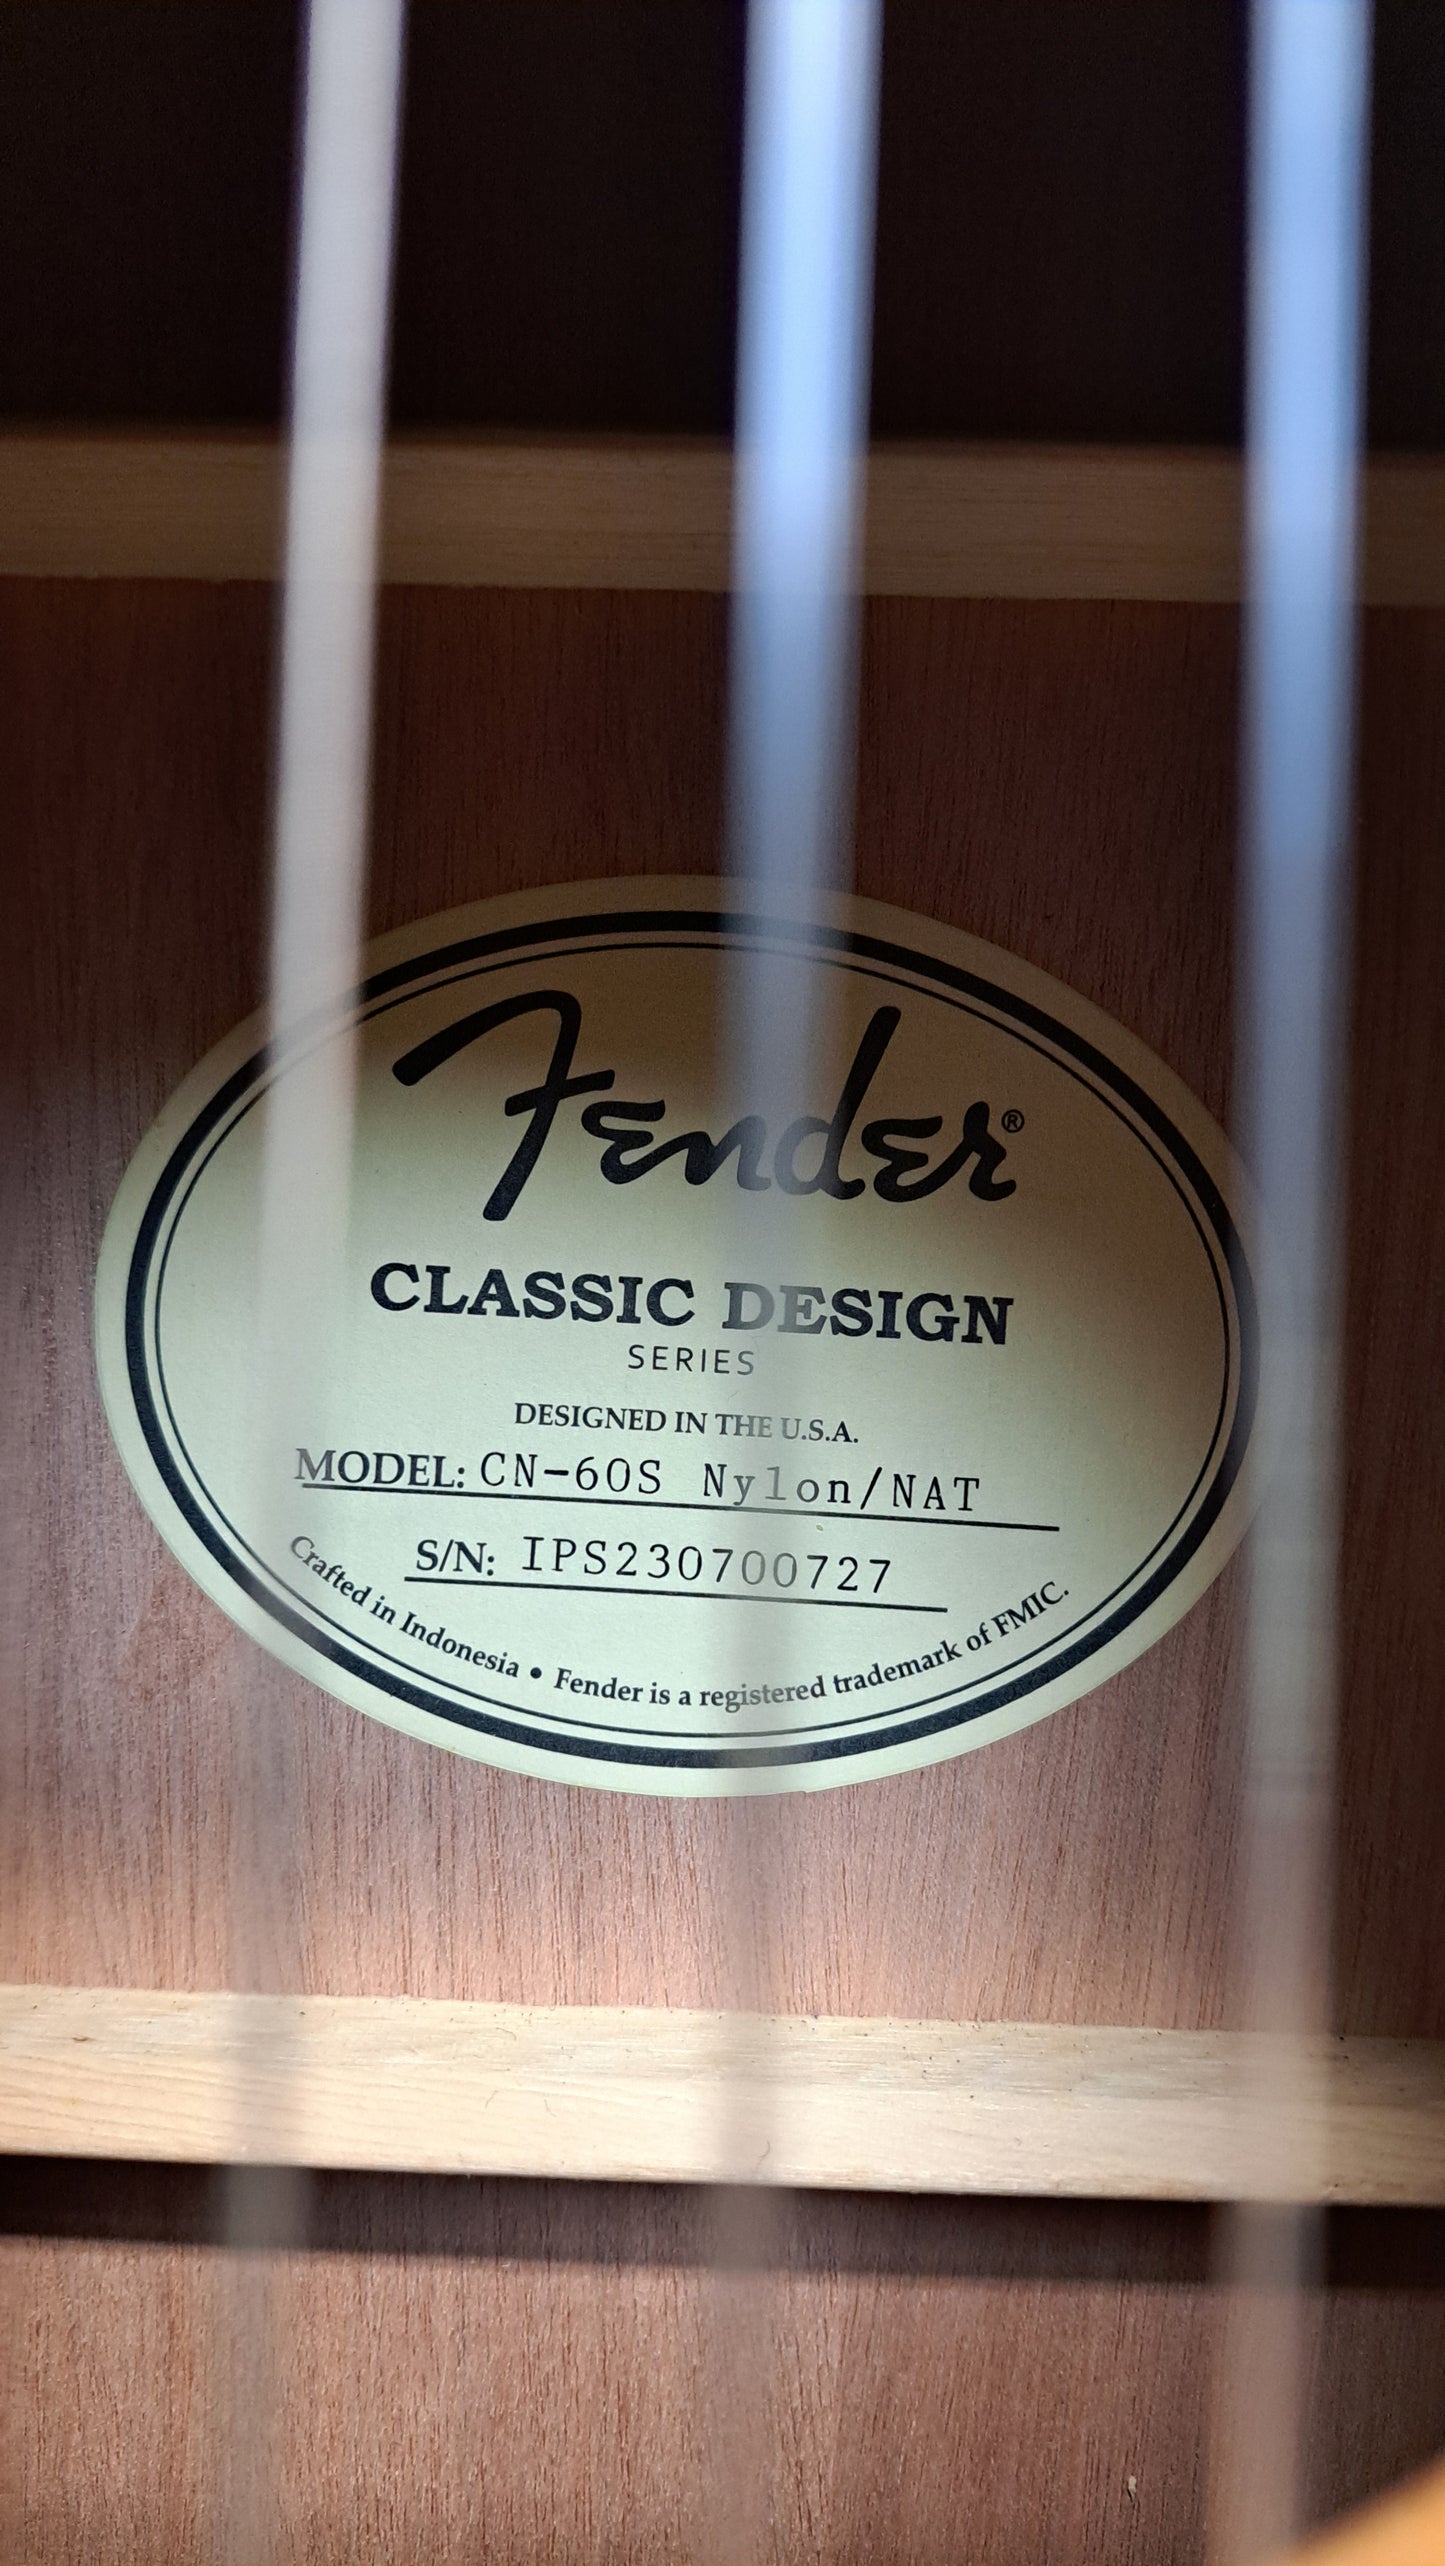 Fender®
CLASSIC DESIGN
SERIES
DESIGNED IN THE U.S.A.
MODEL: CN-60S Nylon/NAT
S/N: IPS230700727
Crafted in Indonesia • Fender is a registered trademark of FMIC.